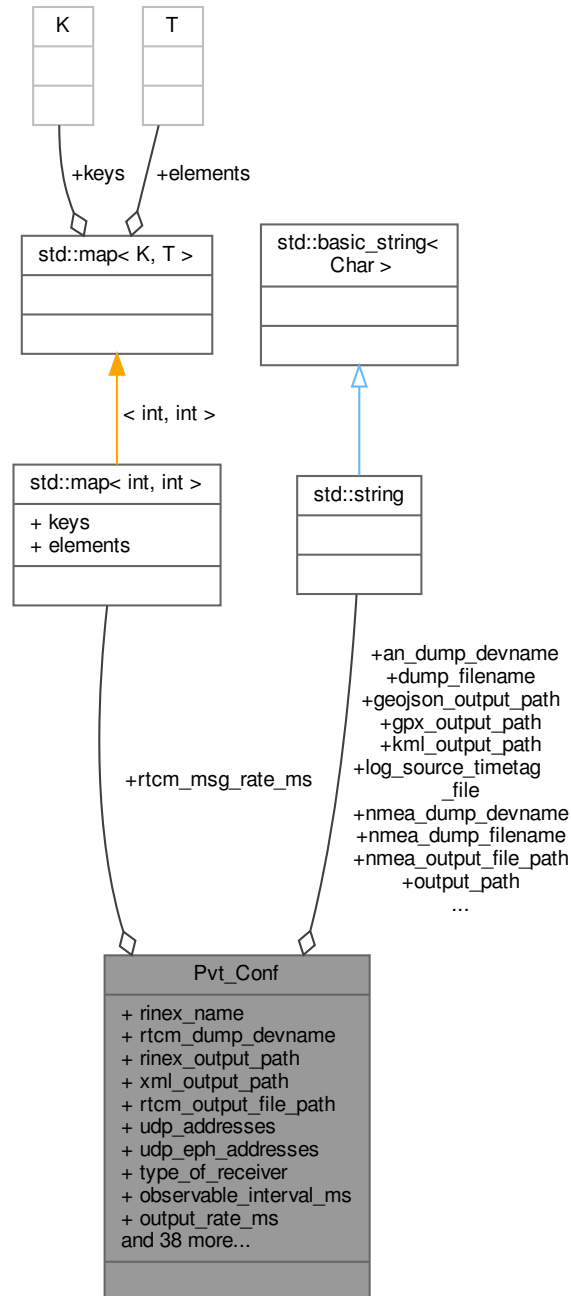 K
T
+keys
+elements
std::map< K, T >
std::basic_string<
Char >
< int, int >
std::map< int, int >
+ keys
+ elements
std::string
+rtcm_msg_rate_ms
+an_dump_devname
+dump_filename
+geojson_output_path
+gpx_output_path
+kml_output_path
+log_source_timetag
_file
+nmea_dump_devname
+nmea_dump_filename
+nmea_output_file_path
+output_path
...
Pvt_Conf
+ rinex_name
+ rtcm_dump_devname
+ rinex_output_path
+ xml_output_path
+ rtcm_output_file_path
+ udp_addresses
+ udp_eph_addresses
+ type_of_receiver
+ observable_interval_ms
+ output_rate_ms
and 38 more...